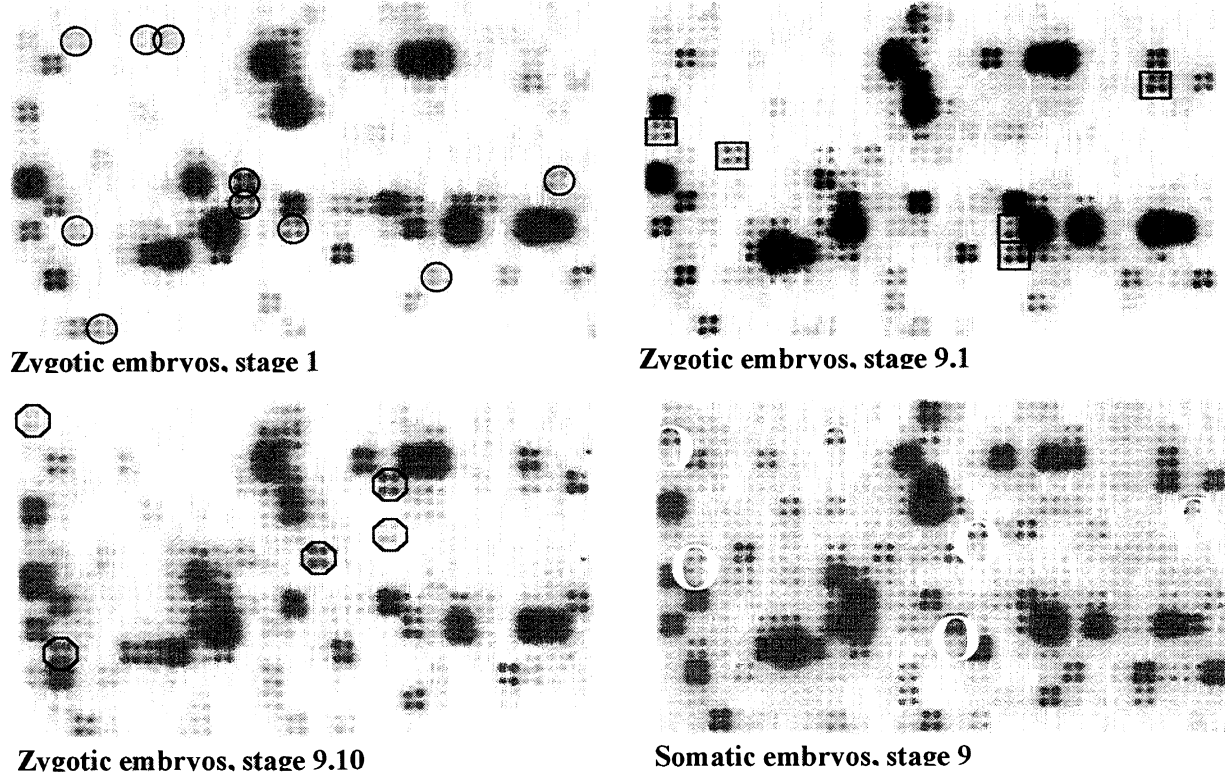 Zygotic embryos, stage 1
Zygotic embryos, stage 9.1
Zygotic embryos, stage 9.10
Somatic embryos, stage 9